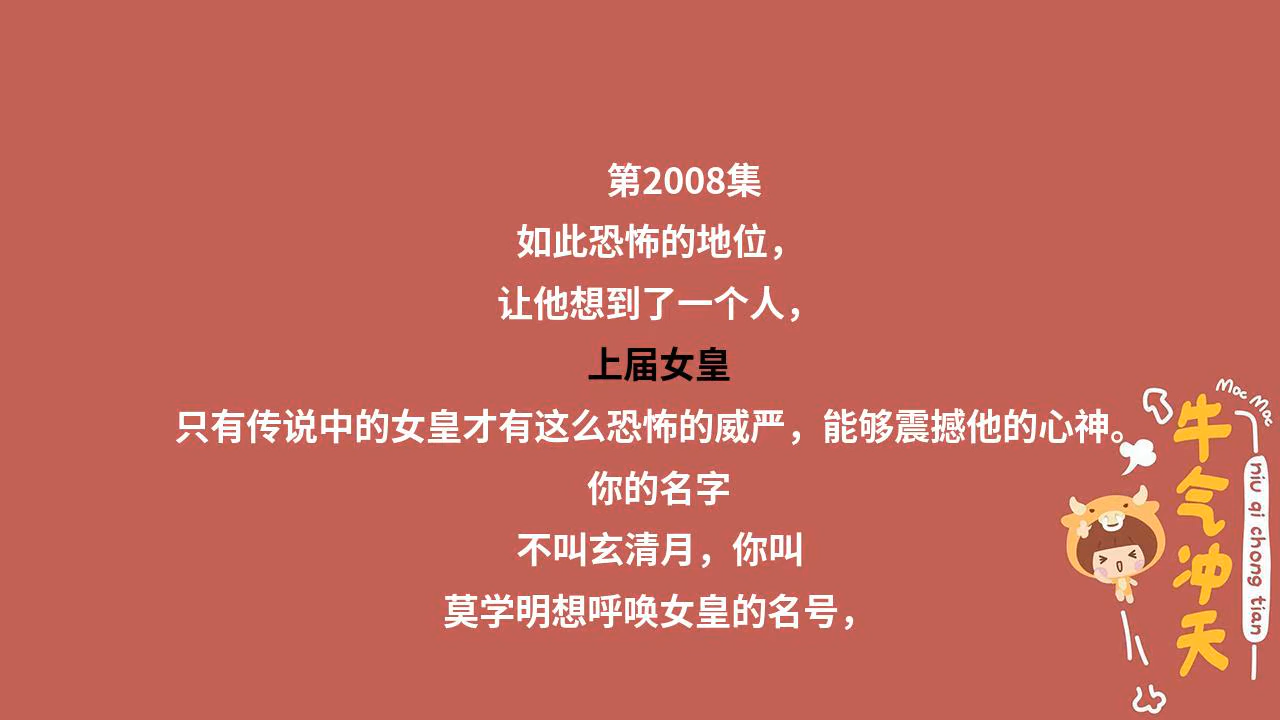 第2008集
如此恐怖的地位，
让他想到了一个人，
上届女皇
只有传说中的女皇才有这么恐怖的威严，能够震撼他的心神。
你的名字
不叫玄清月，你叫
莫学明想呼唤女皇的名号，
Moc Moc
牛气冲天
niu qi chong tian